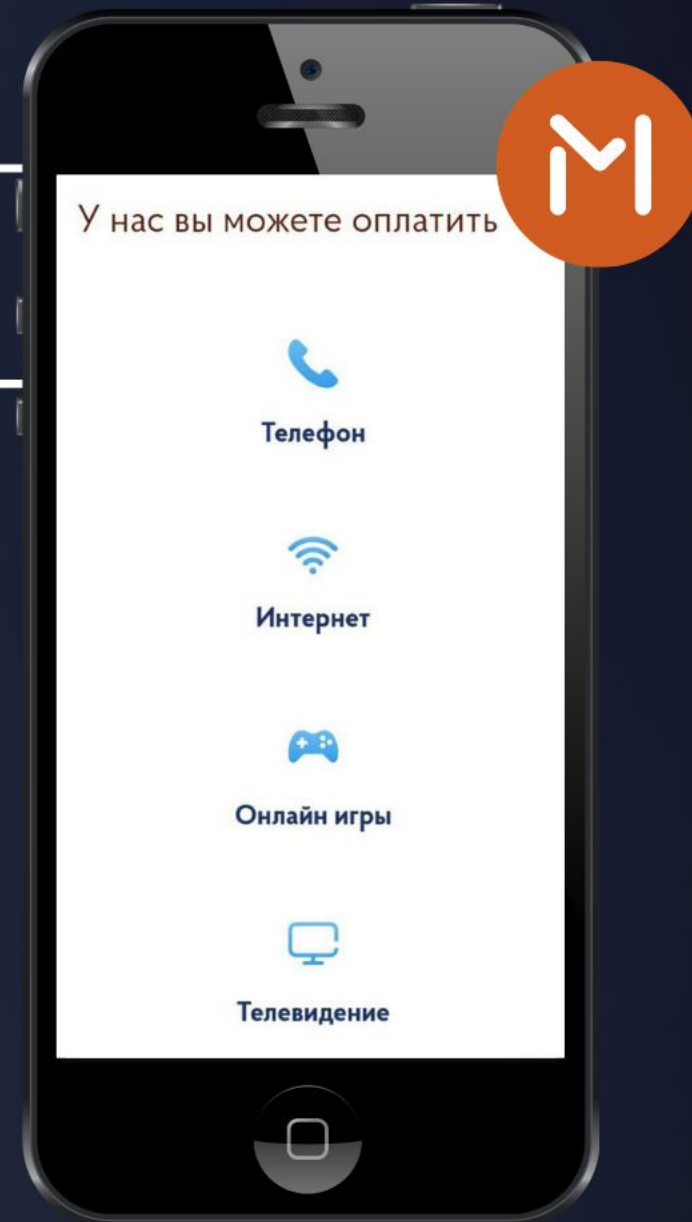 У нас вы можете оплатить
Телефон
Интернет
Онлайн игры
Телевидение